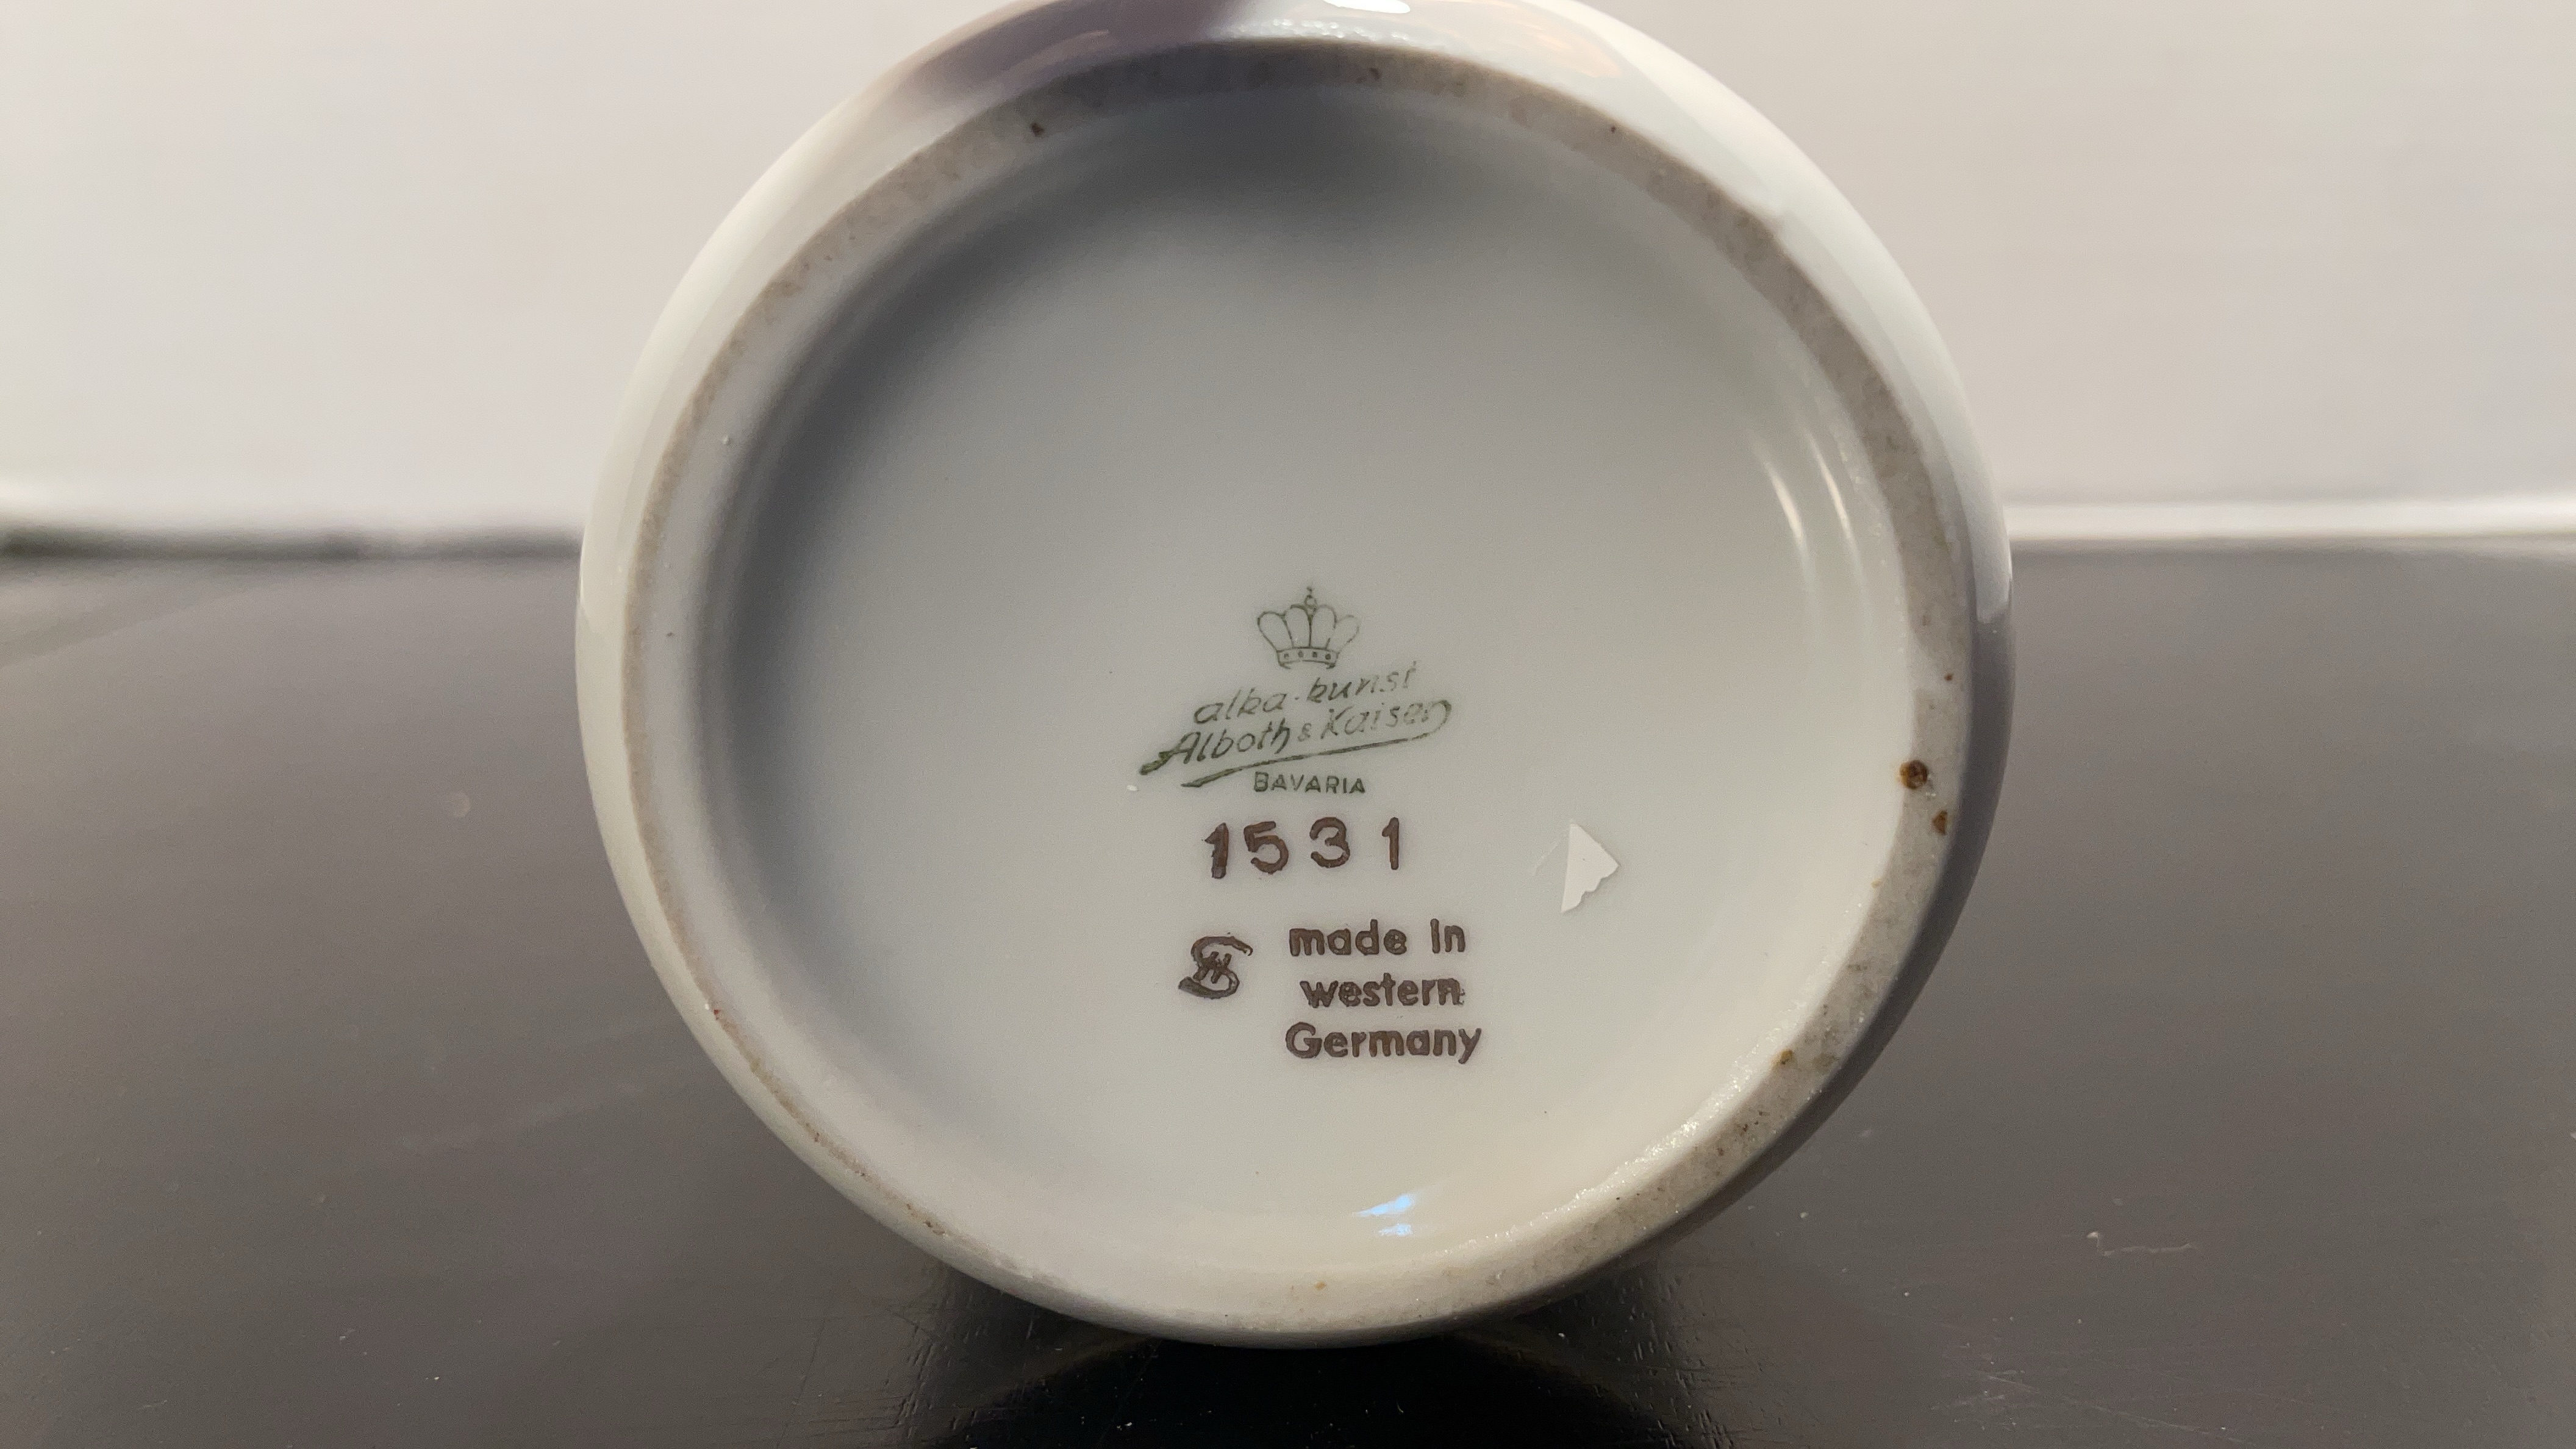 alka-kunst
Alboth & Kaiser
BAVARIA
1531
made in
western
Germany